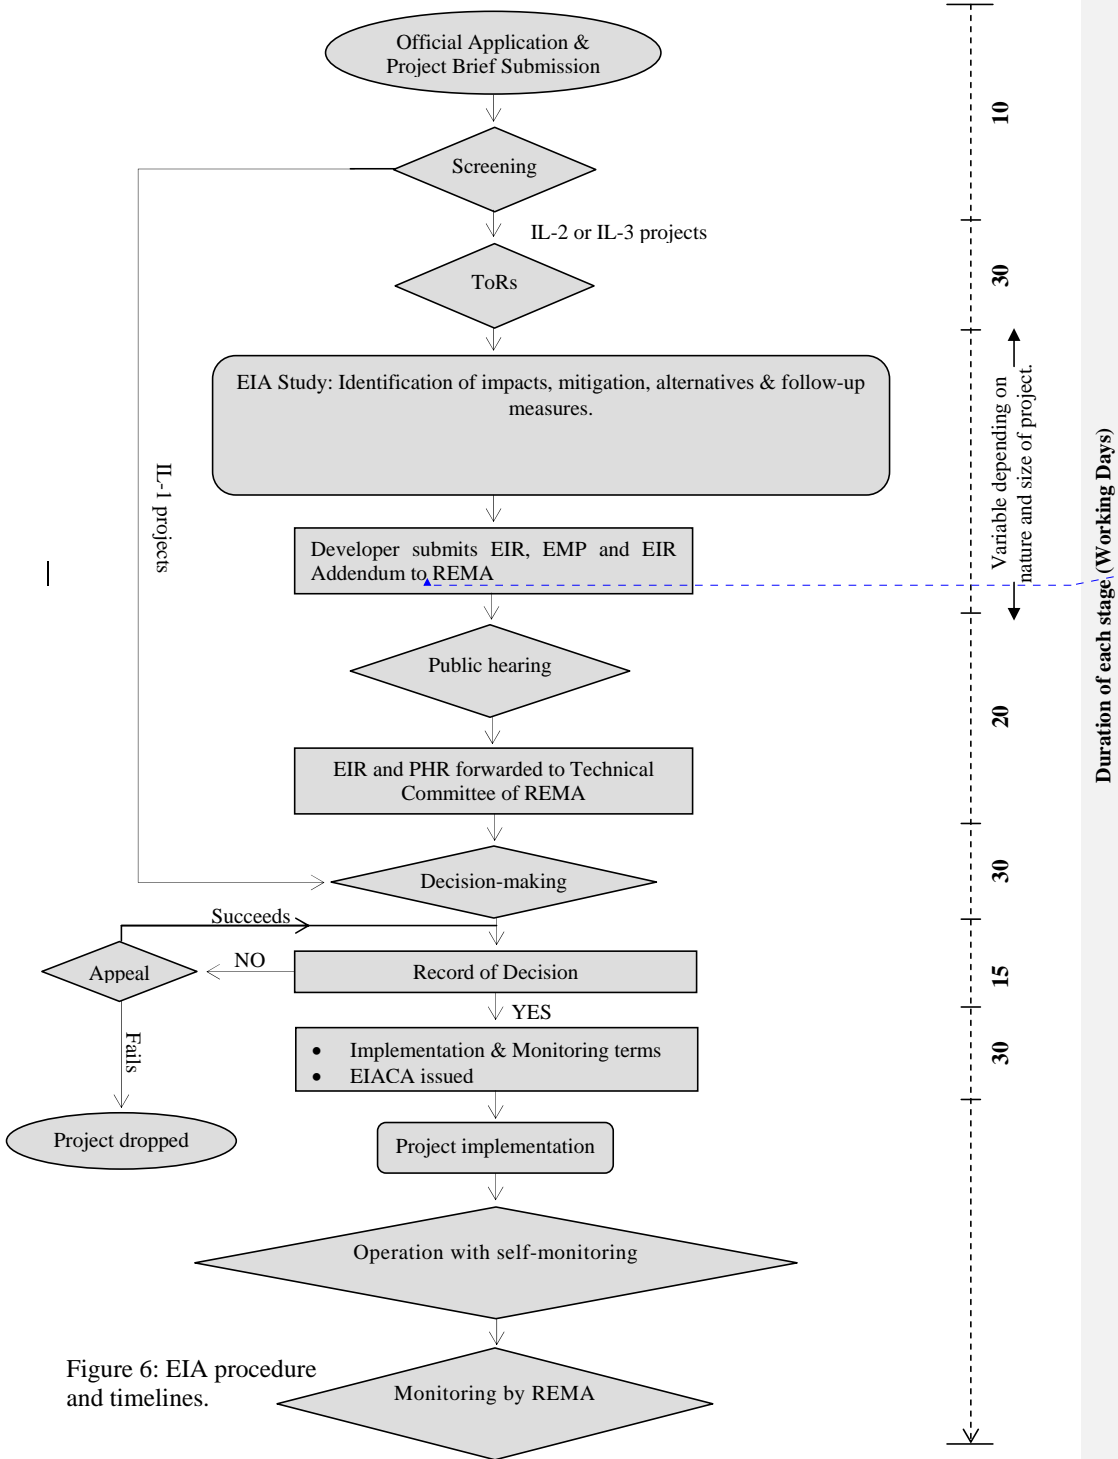 Official Application &
Project Brief Submission
10
Screening
IL-2 or IL-3 projects
30
ToRs
EIA Study: Identification of impacts, mitigation, alternatives & follow-up
measures.
Variable depending on
nature and size of project.
IL-1 projects
Duration of each stage (Working Days)
Developer submits EIR, EMP and EIR
Addendum to REMA
Public hearing
20
EIR and PHR forwarded to Technical
Committee of REMA
Decision-making
30
Succeeds
Appeal
NO
Record of Decision
15
YES
Fails
• Implementation & Monitoring terms
• EIACA issued
30
Project dropped
Project implementation
Operation with self-monitoring
Figure 6: EIA procedure
and timelines.
Monitoring by REMA